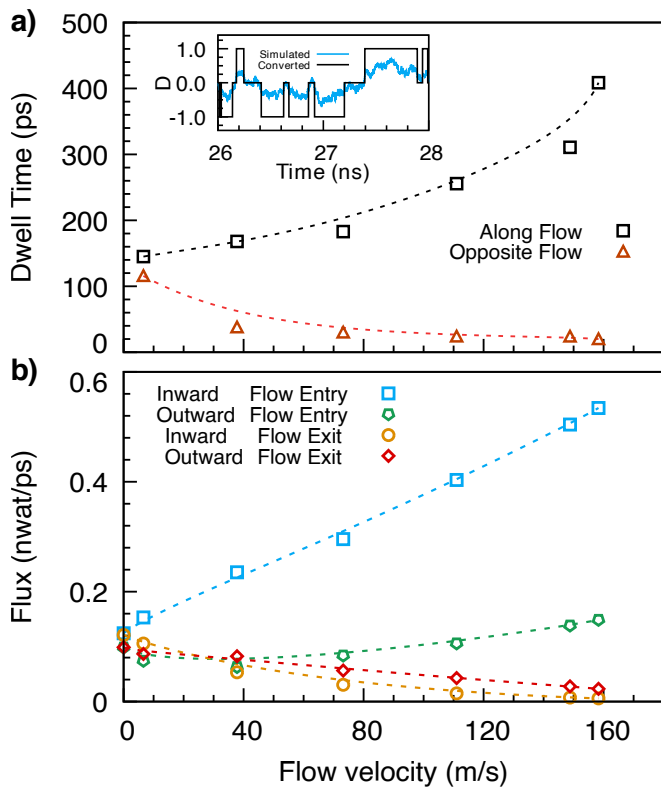 a)
Dwell Time (ps)
500
400
300
200
100
0
D
1.0
0.0
-1.0
Simulated
Converted
26 27 28
Time (ns)
Along Flow
Opposite Flow
b)
Flux (nwat/ps)
0.6
0.4
0.2
0
Inward Flow Entry
Outward Flow Entry
Inward Flow Exit
Outward Flow Exit
0 40 80 120 160
Flow velocity (m/s)